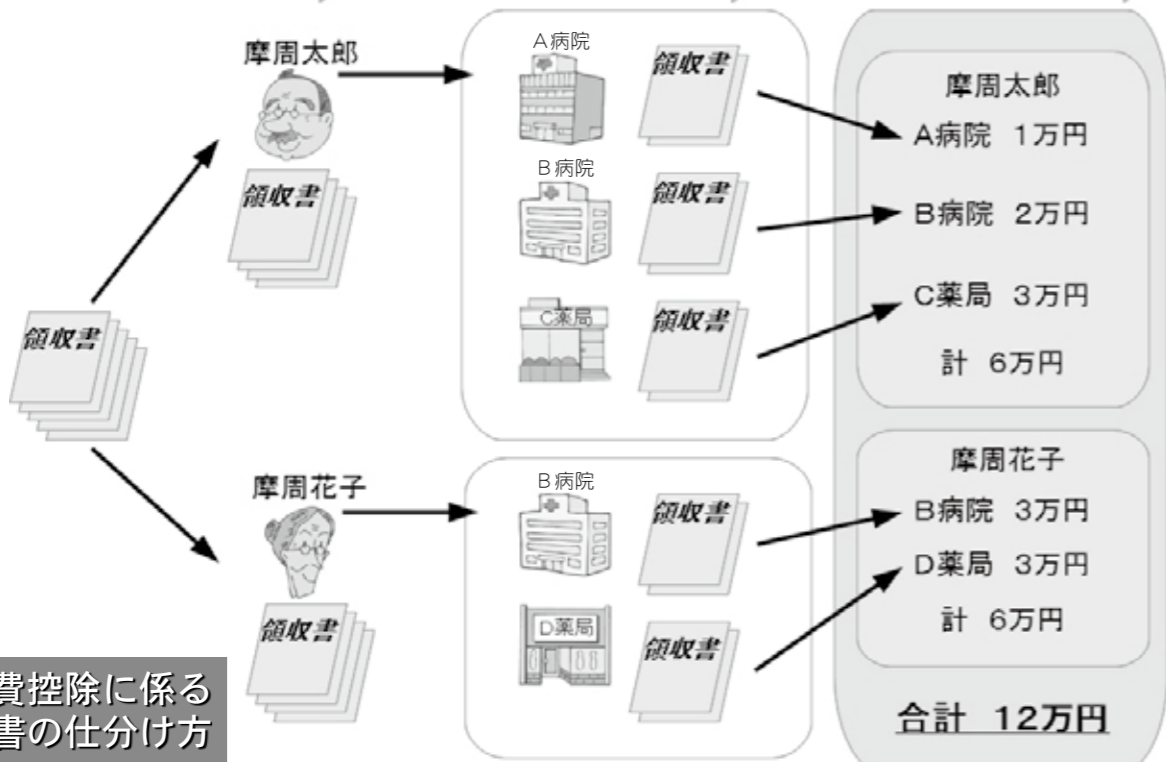 領収書
摩周太郎
領収書
A病院
領収書
B病院
領収書
C薬局
領収書
摩周太郎
A病院 1万円
B病院 2万円
C薬局 3万円
計 6万円
摩周花子
領収書
B病院
領収書
D薬局
領収書
摩周花子
B病院 3万円
D薬局 3万円
計 6万円
合計 12万円
費控除に係る
書の仕分け方